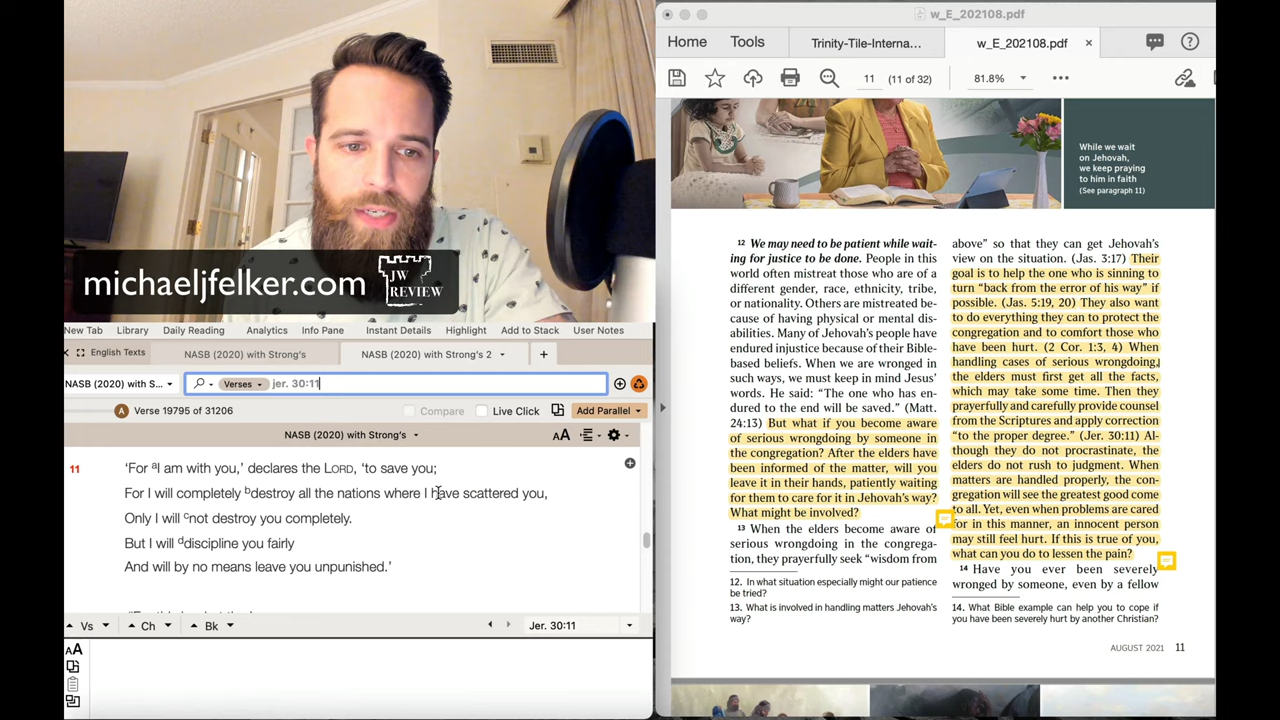 michaeljfelker.com
JW
REVIEW
New Tab Library Daily Reading Analytics Info Pane Instant Details Highlight Add to Stack User Notes
English Texts NASB (2020) with Strong's NASB (2020) with Strong's 2
NASB (2020) with S... Verses jer. 30:11
A Verse 19795 of 31206 Compare Live Click Add Parallel
NASB (2020) with Strong's AA
11 ‘For aI am with you,’ declares the LORD, ‘to save you;
For I will completely bdestroy all the nations where I have scattered you,
Only I will cnot destroy you completely.
But I will ddiscipline you fairly
And will by no means leave you unpunished.’
Vs Ch Bk Jer. 30:11
AA
w_E_202108.pdf
Home Tools Trinity-Tile-Interna... w_E_202108.pdf ×
11 (11 of 32) 81.8%
While we wait
on Jehovah,
we keep praying
to him in faith
(See paragraph 11)
12 We may need to be patient while wait-
ing for justice to be done. People in this
world often mistreat those who are of a
different gender, race, ethnicity, tribe,
or nationality. Others are mistreated be-
cause of having physical or mental dis-
abilities. Many of Jehovah's people have
endured injustice because of their Bible-
based beliefs. When we are wronged in
such ways, we must keep in mind Jesus'
words. He said: “The one who has en-
dured to the end will be saved.” (Matt.
24:13) But what if you become aware
of serious wrongdoing by someone in
the congregation? After the elders have
been informed of the matter, will you
leave it in their hands, patiently waiting
for them to care for it in Jehovah's way?
What might be involved?
13 When the elders become aware of
serious wrongdoing in the congrega-
tion, they prayerfully seek “wisdom from
12. In what situation especially might our patience
be tried?
13. What is involved in handling matters Jehovah's
way?
above” so that they can get Jehovah's
view on the situation. (Jas. 3:17) Their
goal is to help the one who is sinning to
turn “back from the error of his way” if
possible. (Jas. 5:19, 20) They also want
to do everything they can to protect the
congregation and to comfort those who
have been hurt. (2 Cor. 1:3, 4) When
handling cases of serious wrongdoing,
the elders must first get all the facts,
which may take some time. Then they
prayerfully and carefully provide counsel
from the Scriptures and apply correction
“to the proper degree.” (Jer. 30:11) Al-
though they do not procrastinate, the
elders do not rush to judgment. When
matters are handled properly, the con-
gregation will see the greatest good come
to all. Yet, even when problems are cared
for in this manner, an innocent person
may still feel hurt. If this is true of you,
what can you do to lessen the pain?
14 Have you ever been severely
wronged by someone, even by a fellow
14. What Bible example can help you to cope if
you have been severely hurt by another Christian?
AUGUST 2021 11